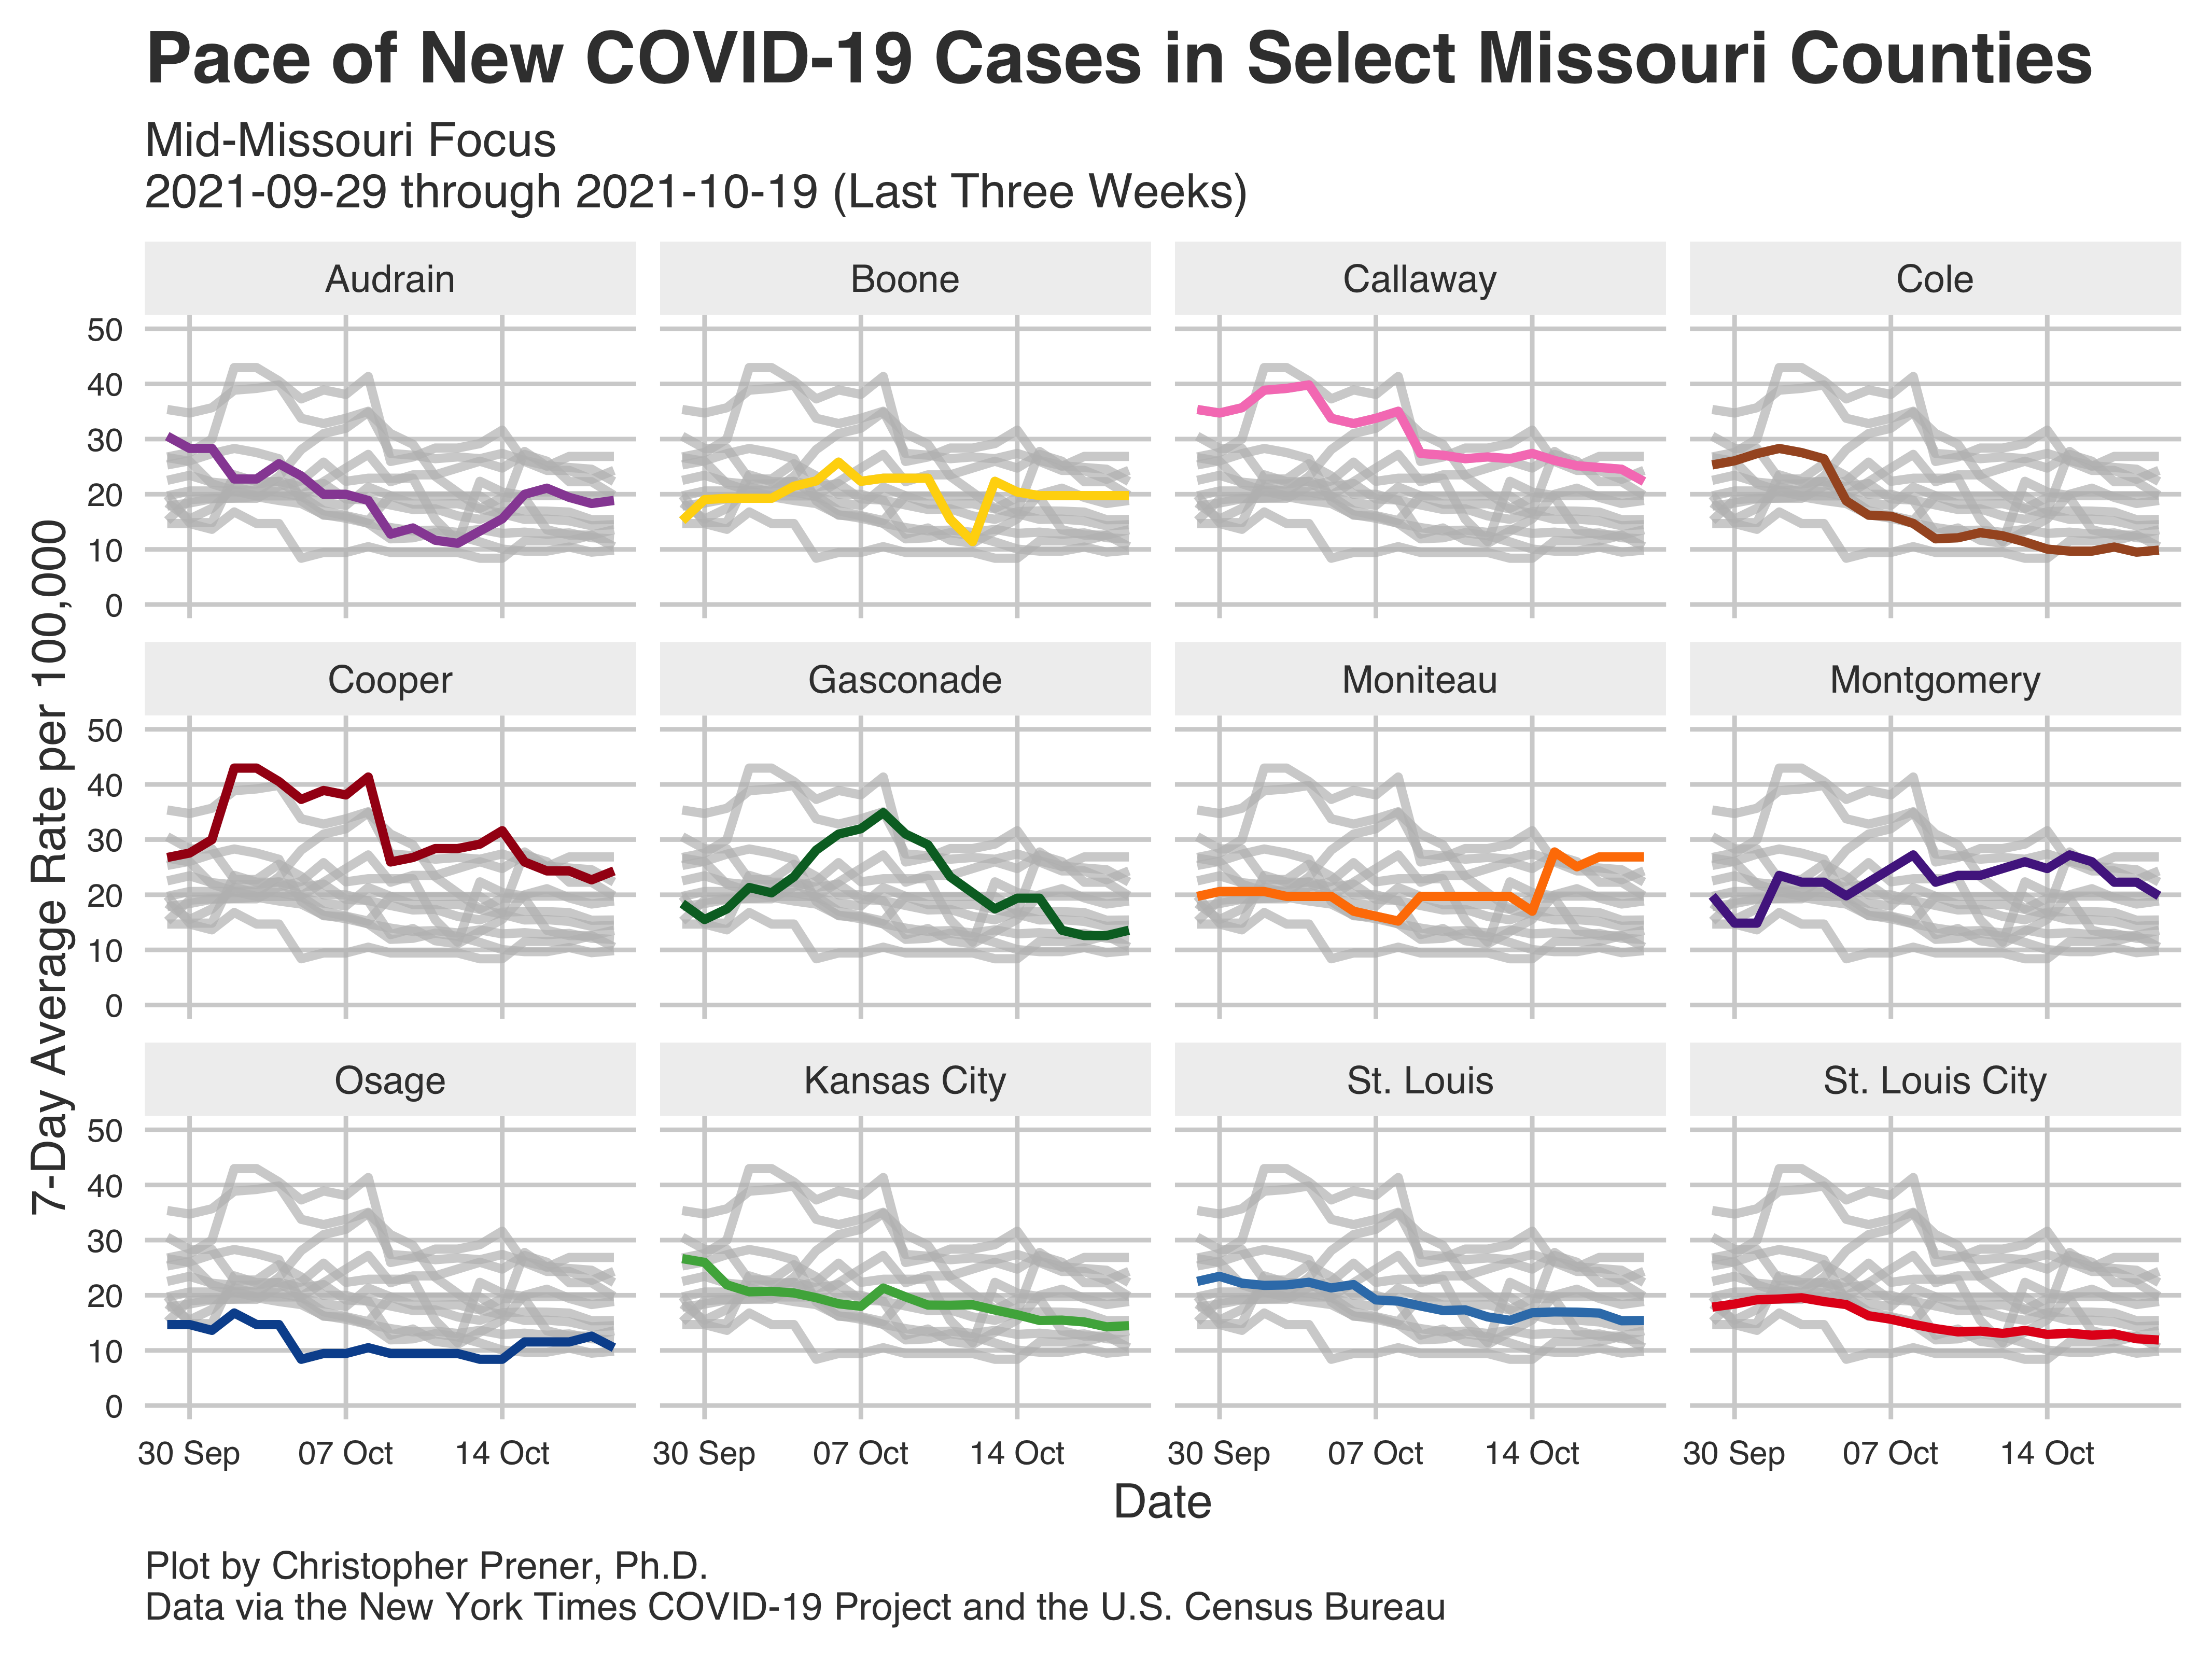 Pace of New COVID-19 Cases in Select Missouri Counties
Mid-Missouri Focus
2021-09-29 through 2021-10-19 (Last Three Weeks)
7-Day Average Rate per 100,000
Audrain
Boone
Callaway
Cole
50
40
30
20
10
0
Cooper
Gasconade
Moniteau
Montgomery
50
40
30
20
10
0
Osage
Kansas City
St. Louis
St. Louis City
50
40
30
20
10
0
30 Sep 07 Oct 14 Oct
30 Sep 07 Oct 14 Oct
30 Sep 07 Oct 14 Oct
30 Sep 07 Oct 14 Oct
Date
Plot by Christopher Prener, Ph.D.
Data via the New York Times COVID-19 Project and the U.S. Census Bureau